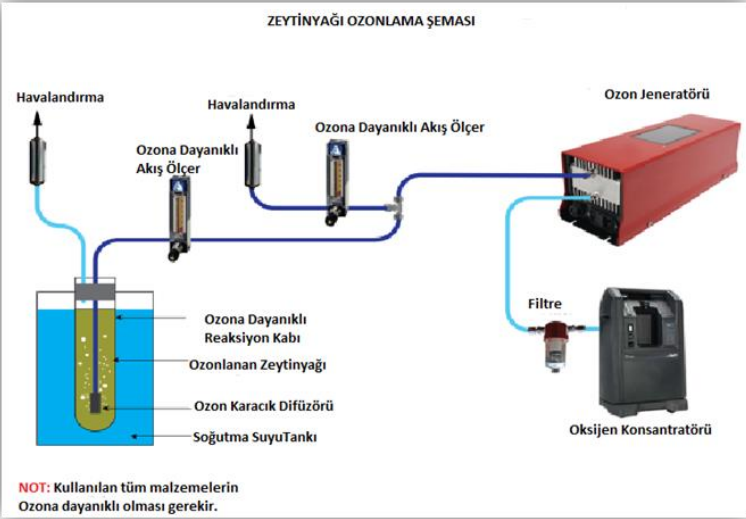 ZEYTİNYAĞI OZONLAMA ŞEMASI
Havalandırma
Havalandırma
Ozon Jeneratörü
Ozona Dayanıklı Akış Ölçer
Ozona Dayanıklı
Akış Ölçer
Filtre
Ozona Dayanıklı
Reaksiyon Kabı
Ozonlanan Zeytinyağı
Ozon Karacık Difüzörü
Soğutma SuyuTankı
Oksijen Konsantratörü
NOT: Kullanılan tüm malzemelerin
Ozona dayanıklı olması gerekir.